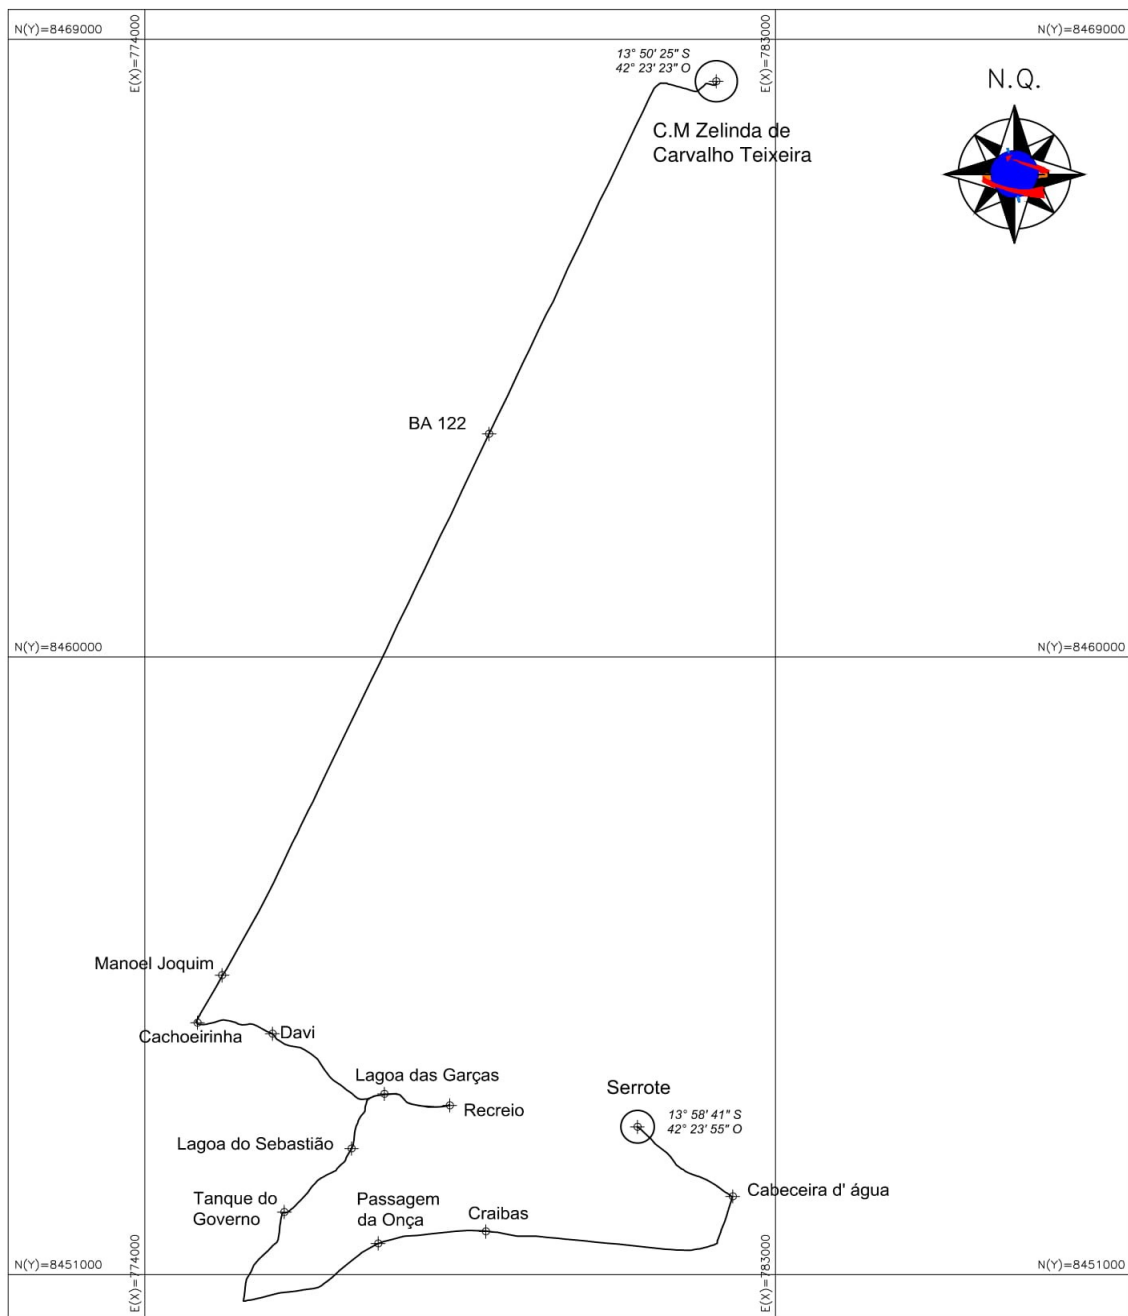 N(Y)=8469000
E(X)=774000
E(X)=783000
N(Y)=8469000
13° 50' 25" S
42° 23' 23" O
N.Q.
C.M Zelinda de
Carvalho Teixeira
BA 122
N(Y)=8460000
N(Y)=8460000
Manoel Joquim
Cachoeirinha
Davi
Lagoa das Garças
Recreio
Serrote
13° 58' 41" S
42° 23' 55" O
Lagoa do Sebastião
Cabeceira d' água
Tanque do
Governo
Passagem
da Onça
Craibas
N(Y)=8451000
E(X)=774000
E(X)=783000
N(Y)=8451000